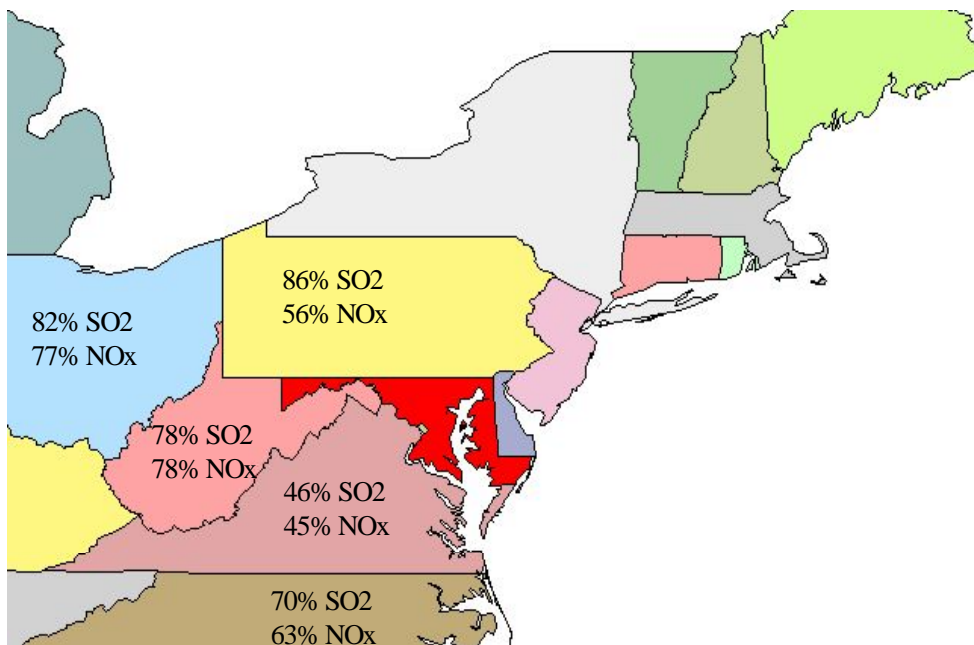 86% SO2
56% NOx
82% SO2
77% NOx
78% SO2
78% NOx
46% SO2
45% NOx
70% SO2
63% NOx